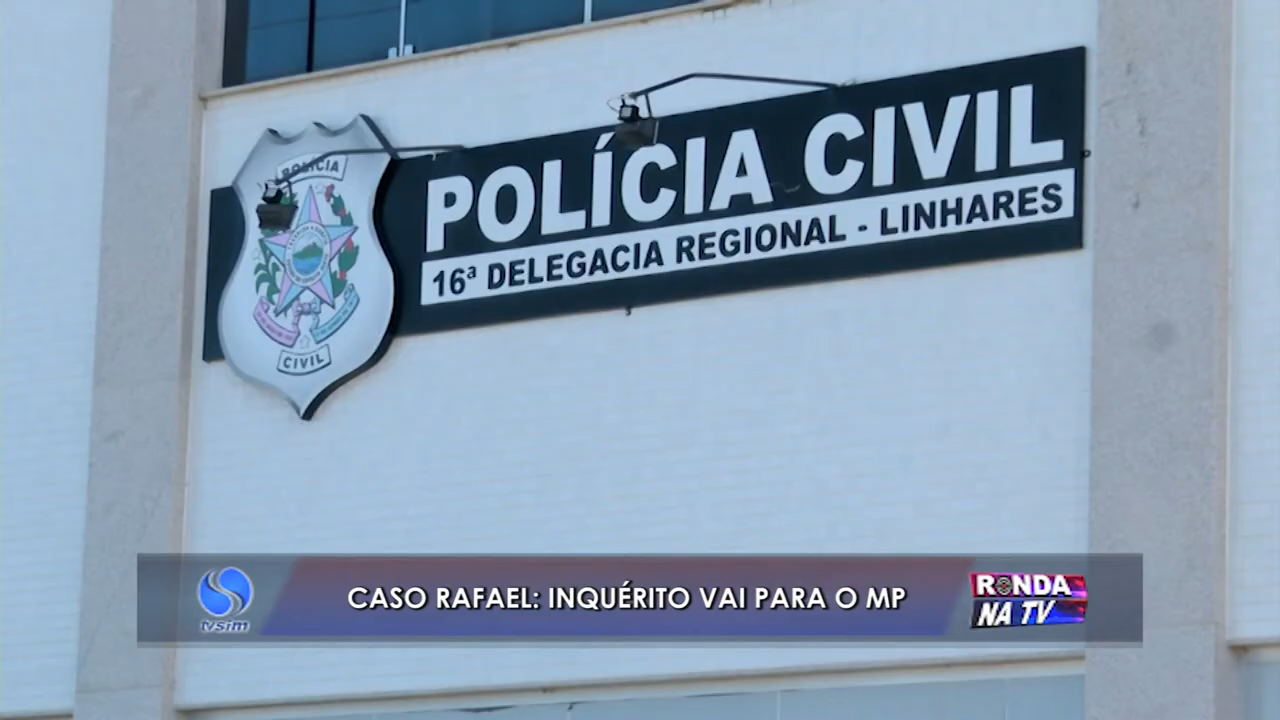 POLÍCIA CIVIL
16ª DELEGACIA REGIONAL - LINHARES
POLÍCIA
CIVIL
CASO RAFAEL: INQUÉRITO VAI PARA O MP
tvsim
RONDA
NA TV